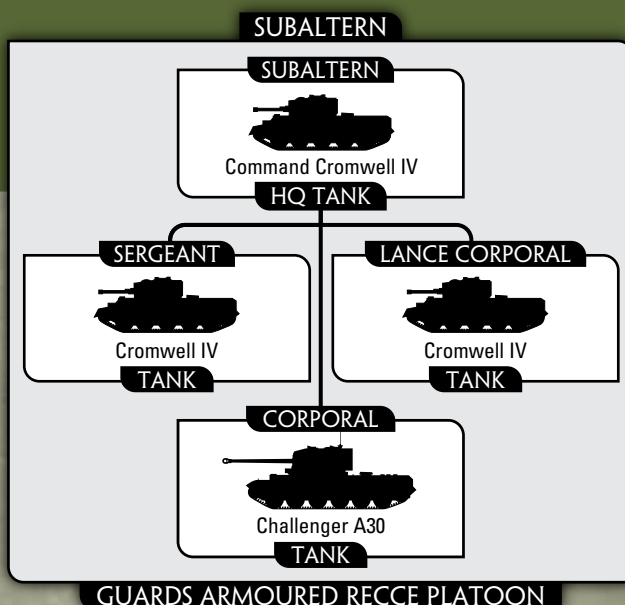 SUBALTERN
SUBALTERN
Command Cromwell IV
HQ TANK
SERGEANT
Cromwell IV
TANK
LANCE CORPORAL
Cromwell IV
TANK
CORPORAL
Challenger A30
TANK
GUARDS ARMOURED RECCE PLATOON